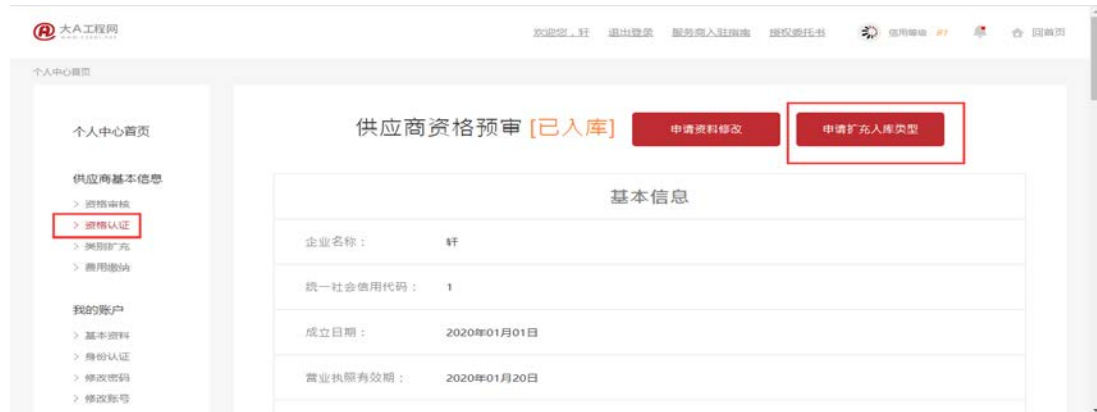 大A工程网
欢迎您，轩 退出登录 服务商入驻指南 授权委托书 信用等级 回首页
个人中心首页
个人中心首页
供应商基本信息
> 资格审核
> 资格认证
> 类别扩充
> 费用缴纳
我的账户
> 基本资料
> 身份认证
> 修改密码
> 修改账号
供应商资格预审 [已入库] 申请资料修改 申请扩充入库类型
基本信息
企业名称： 轩
统一社会信用代码： 1
成立日期： 2020年01月01日
营业执照有效期： 2020年01月20日